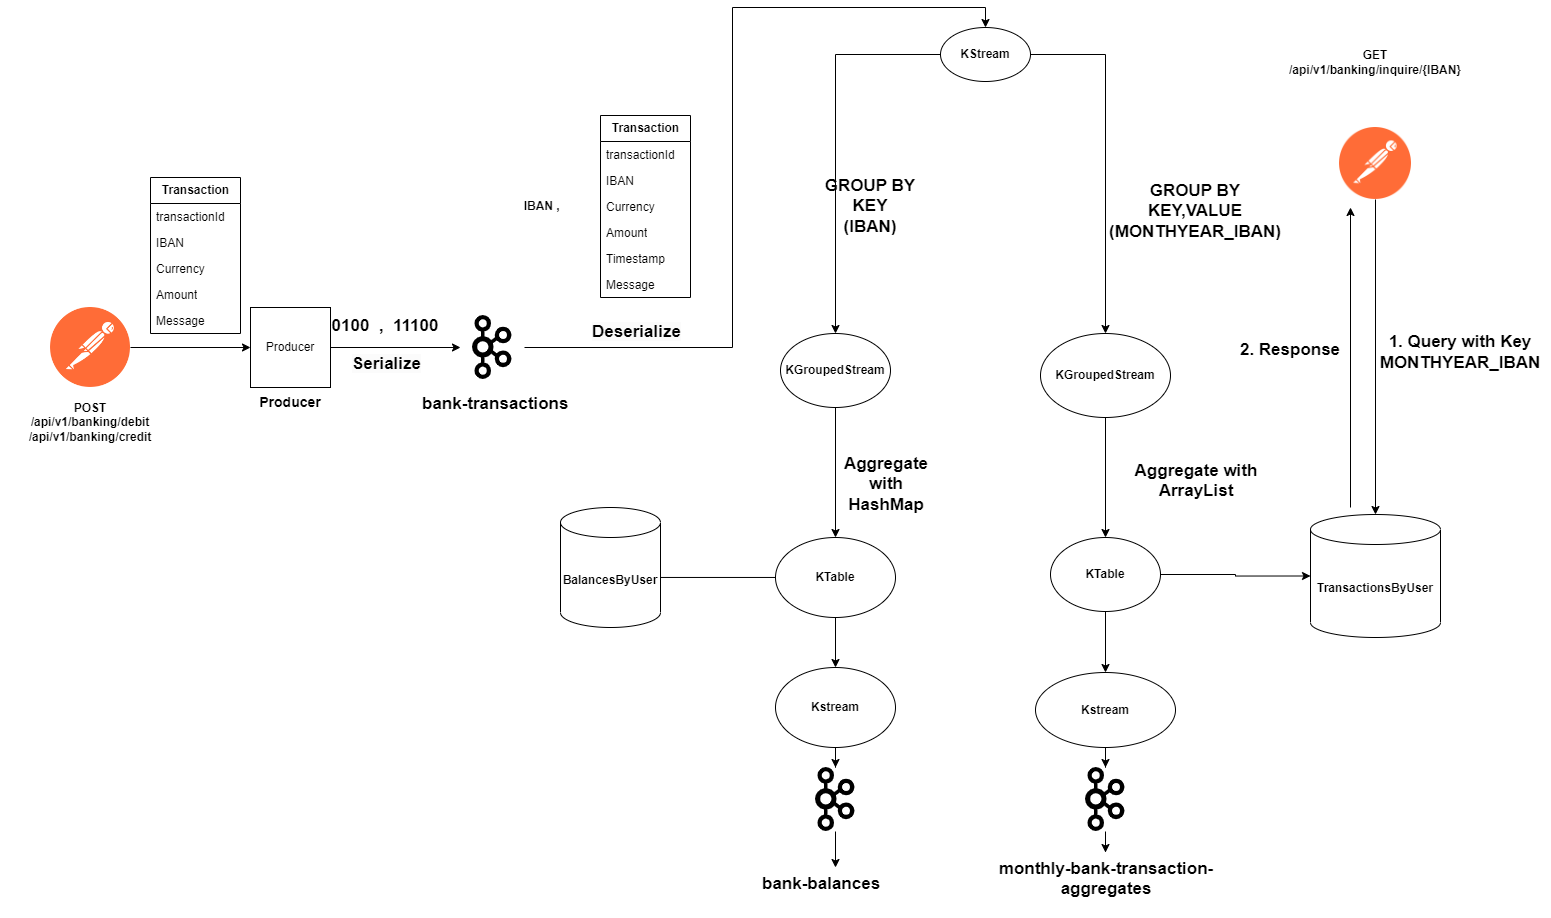 KStream
GET
/api/v1/banking/inquire/{IBAN}
Transaction
transactionId
IBAN
Currency
Amount
Timestamp
Message
IBAN ,
Transaction
transactionId
IBAN
Currency
Amount
Message
GROUP BY
KEY
(IBAN)
GROUP BY
KEY,VALUE
(MONTHYEAR_IBAN)
0100 , 11100
Serialize
Deserialize
Producer
Producer
POST
/api/v1/banking/debit
/api/v1/banking/credit
bank-transactions
KGroupedStream
KGroupedStream
2. Response
1. Query with Key
MONTHYEAR_IBAN
Aggregate
with
HashMap
Aggregate with
ArrayList
BalancesByUser
KTable
KTable
TransactionsByUser
Kstream
Kstream
bank-balances
monthly-bank-transaction-
aggregates